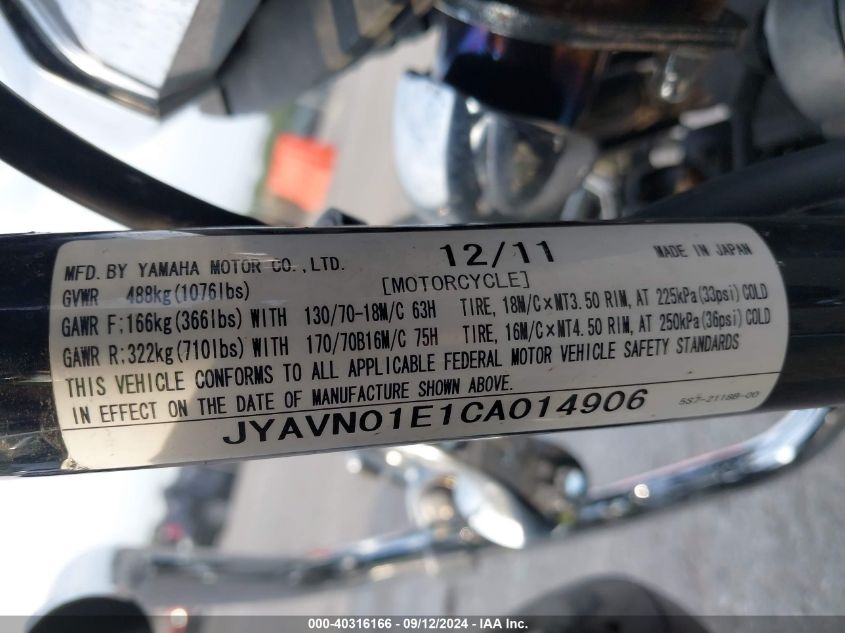 12/11
MADE IN JAPAN
MFD. BY YAMAHA MOTOR CO., LTD.
[MOTORCYCLE]
GVWR 488kg(1076lbs)
GAWR F:166kg(366lbs) WITH 130/70-18M/C 63H TIRE, 18M/C×MT3.50 RIM, AT 225kPa(33psi) COLD
GAWR R:322kg(710lbs) WITH 170/70B16M/C 75H TIRE, 16M/C×MT4.50 RIM, AT 250kPa(36psi) COLD
THIS VEHICLE CONFORMS TO ALL APPLICABLE FEDERAL MOTOR VEHICLE SAFETY STANDARDS
IN EFFECT ON THE DATE OF MANUFACTURE SHOWN ABOVE.
JYAVN01E1CA014906
5S7-2118B-00
000-40316166 - 09/12/2024 - IAA Inc.